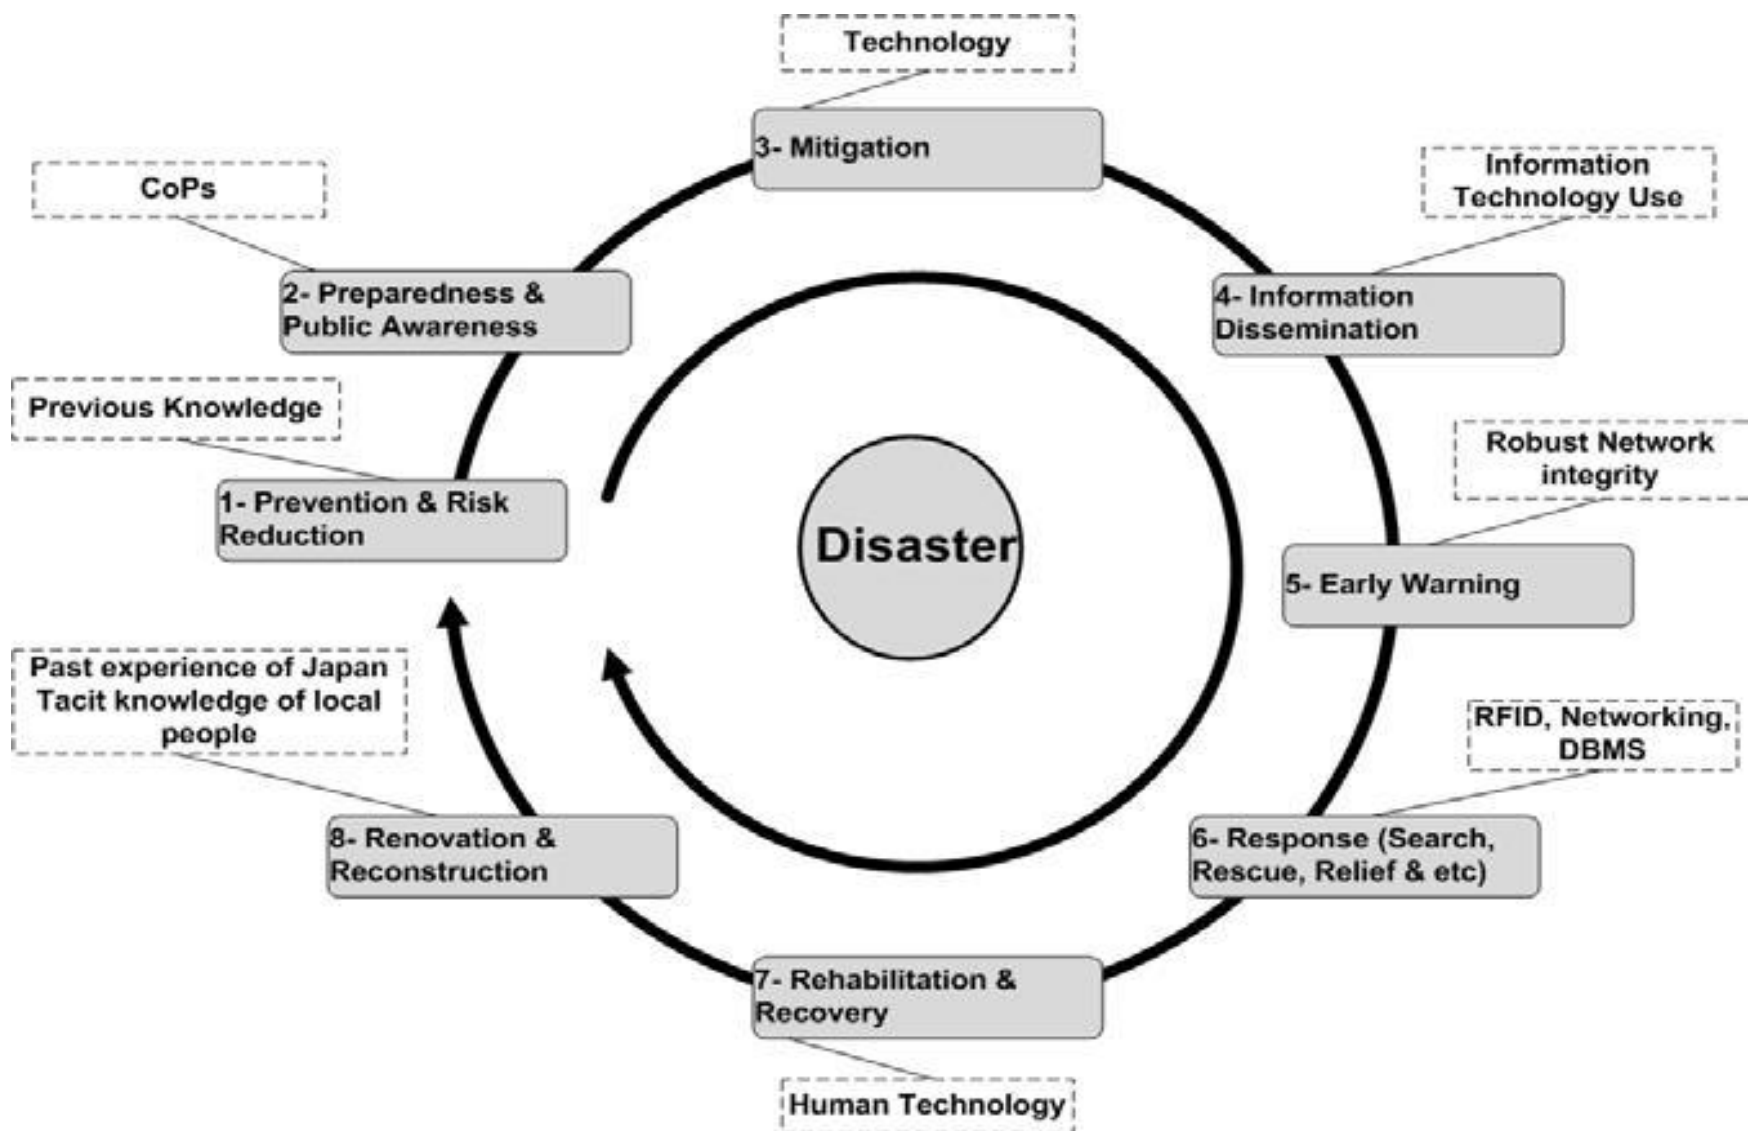 Technology
3- Mitigation
CoPs
Information
Technology Use
2- Preparedness &
Public Awareness
4- Information
Dissemination
Previous Knowledge
Robust Network
integrity
1- Prevention & Risk
Reduction
Disaster
5- Early Warning
Past experience of Japan
Tacit knowledge of local
people
RFID, Networking,
DBMS
8- Renovation &
Reconstruction
6- Response (Search,
Rescue, Relief & etc)
7- Rehabilitation &
Recovery
Human Technology